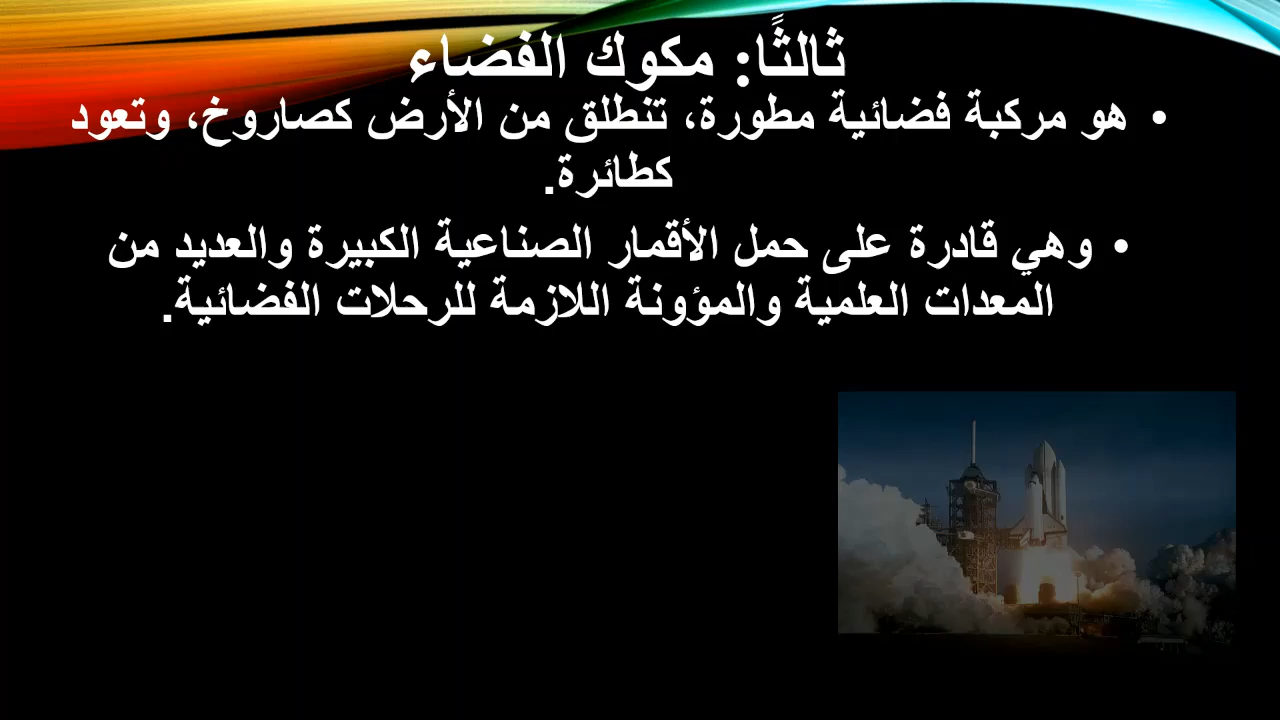 ثالثًا: مكوك الفضاء
• هو مركبة فضائية مطورة، تنطلق من الأرض كصاروخ، وتعود
كطائرة.
• وهي قادرة على حمل الأقمار الصناعية الكبيرة والعديد من
المعدات العلمية والمؤونة اللازمة للرحلات الفضائية.